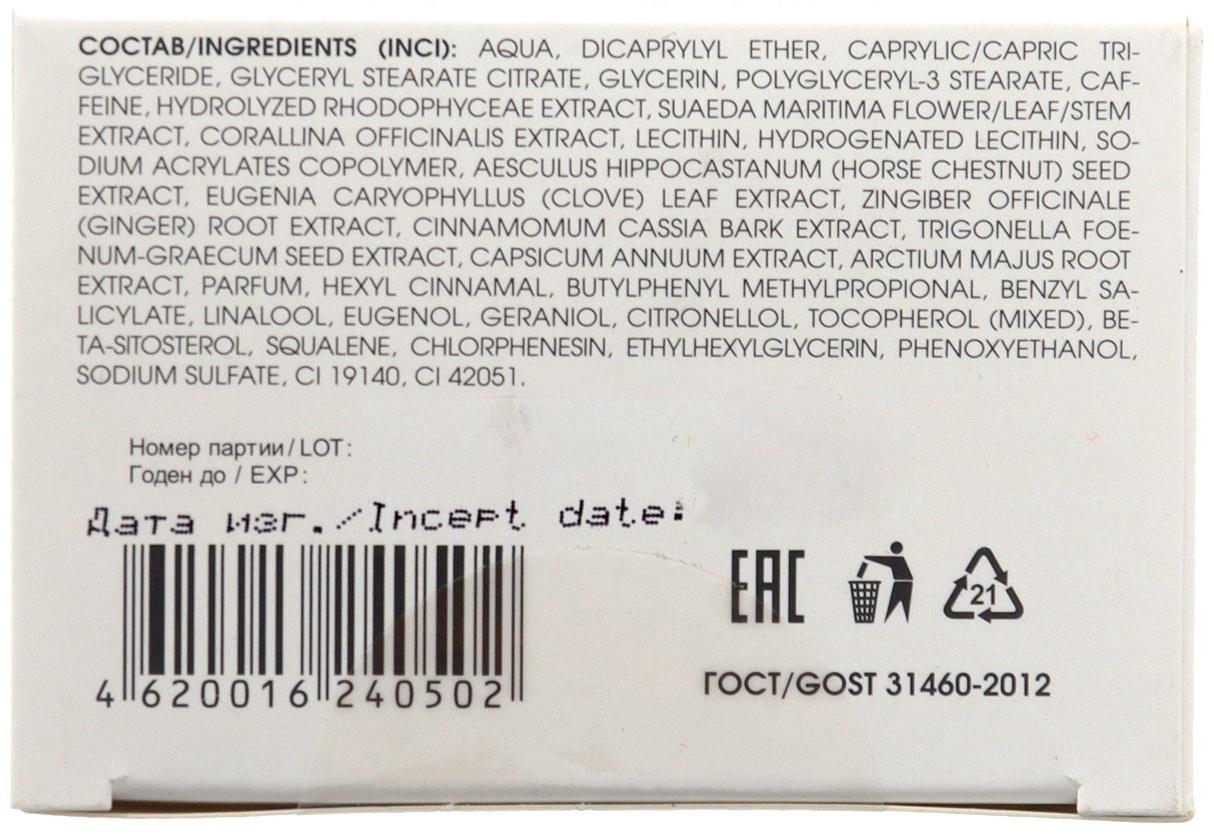 СОСТАВ/INGREDIENTS (INCI): AQUA, DICAPRYLYL ETHER, CAPRYLIC/CAPRIC TRI-
GLYCERIDE, GLYCERYL STEARATE CITRATE, GLYCERIN, POLYGLYCERYL-3 STEARATE, CAF-
FEINE, HYDROLYZED RHODOPHYCEAE EXTRACT, SUAEDA MARITIMA FLOWER/LEAF/STEM
EXTRACT, CORALLINA OFFICINALIS EXTRACT, LECITHIN, HYDROGENATED LECITHIN, SO-
DIUM ACRYLATES COPOLYMER, AESCULUS HIPPOCASTANUM (HORSE CHESTNUT) SEED
EXTRACT, EUGENIA CARYOPHYLLUS (CLOVE) LEAF EXTRACT, ZINGIBER OFFICINALE
(GINGER) ROOT EXTRACT, CINNAMOMUM CASSIA BARK EXTRACT, TRIGONELLA FOE-
NUM-GRAECUM SEED EXTRACT, CAPSICUM ANNUUM EXTRACT, ARCTIUM MAJUS ROOT
EXTRACT, PARFUM, HEXYL CINNAMAL, BUTYLPHENYL METHYLPROPIONAL, BENZYL SA-
LICYLATE, LINALOOL, EUGENOL, GERANIOL, CITRONELLOL, TOCOPHEROL (MIXED), BE-
TA-SITOSTEROL, SQUALENE, CHLORPHENESIN, ETHYLHEXYLGLYCERIN, PHENOXYETHANOL,
SODIUM SULFATE, CI 19140, CI 42051.
Номер партии/LOT:
Годен до / EXP:
Дата изг./Incept date:
EAC
21
4 620016 240502
ГОСТ/GOST 31460-2012